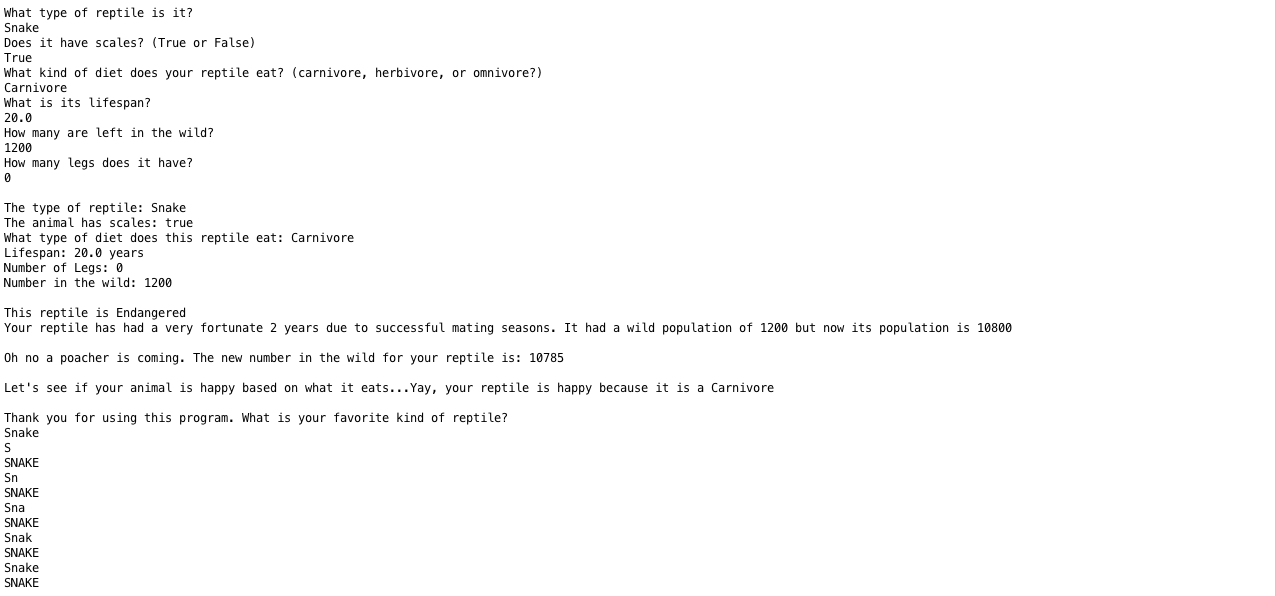 What type of reptile is it?
Snake
Does it have scales? (True or False)
True
What kind of diet does your reptile eat? (carnivore, herbivore, or omnivore?)
Carnivore
What is its lifespan?
20.0
How many are left in the wild?
1200
How many legs does it have?
0
The type of reptile: Snake
The animal has scales: true
What type of diet does this reptile eat: Carnivore
Lifespan: 20.0 years
Number of Legs: 0
Number in the wild: 1200
This reptile is Endangered
Your reptile has had a very fortunate 2 years due to successful mating seasons. It had a wild population of 1200 but now its population is 10800
Oh no a poacher is coming. The new number in the wild for your reptile is: 10785
Let's see if your animal is happy based on what it eats...Yay, your reptile is happy because it is a Carnivore
Thank you for using this program. What is your favorite kind of reptile?
Snake
S
SNAKE
Sn
SNAKE
Sna
SNAKE
Snak
SNAKE
Snake
SNAKE